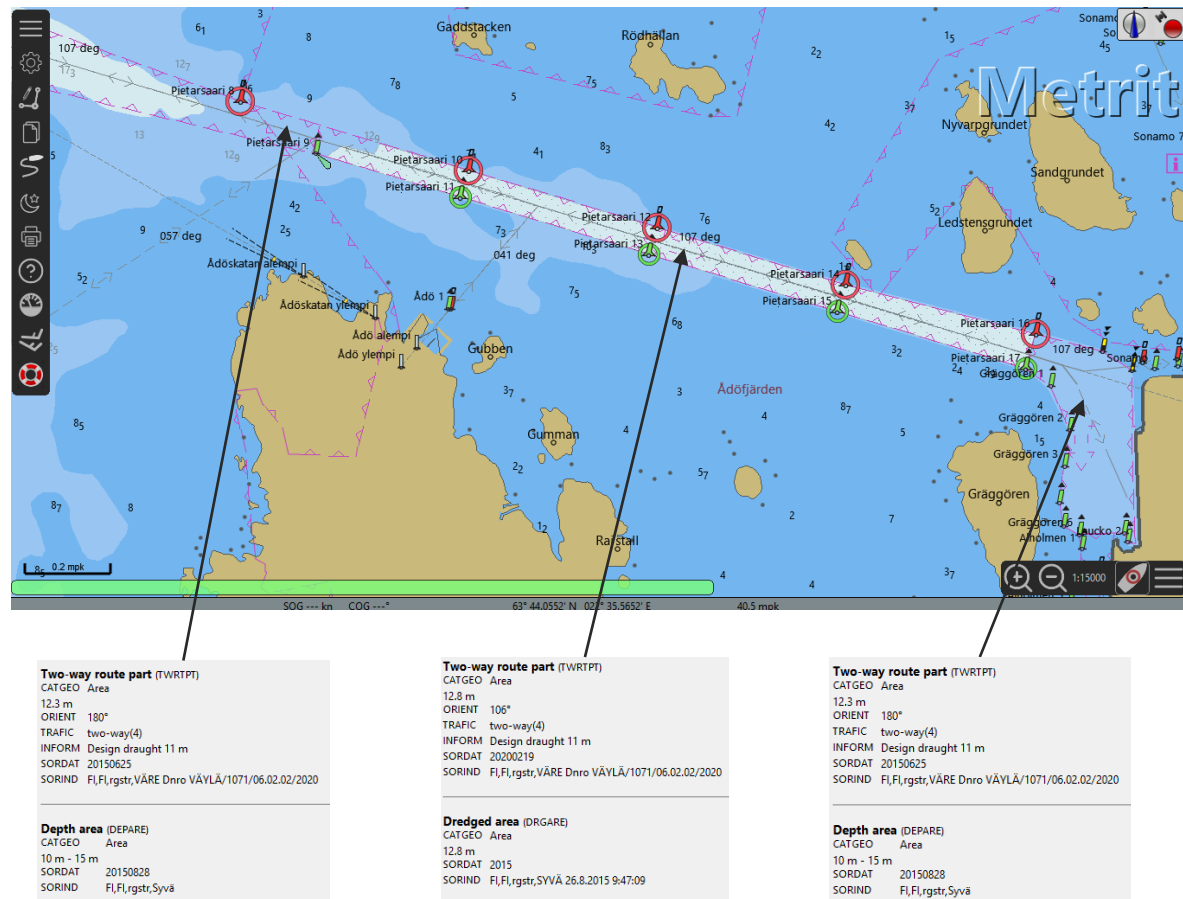 Gåddstacken
Rödhällan
Sonamo
So
107 deg
Metrit
Pietarsaari 8
Nyvarpgrundet
Pietarsaari 9
Sonamo 7
Pietarsaari 10
Sandgrundet
Pietarsaari 11
Pietarsaari 12
107 deg
Ledstensgrundet
057 deg
Pietarsaari 13
041 deg
Ådöskatan alempi
Pietarsaari 14
Ådö 1
Pietarsaari 15
Ådöskatan ylempi
Pietarsaari 16
Ådö alempi
Gubben
107 deg
Ådö ylempi
Pietarsaari 17
Sonamo
Gräggören 1
Ådöfjärden
Gräggören 2
Gumman
Gräggören 3
Gräggören
Gräggören 6
Laucko 2
Alholmen 1
0.2 mpk
1:15000
SOG --- kn COG ---° 63° 44.0552' N 022° 35.5652' E 40.5 mpk
Two-way route part (TWRTPT)
CATGEO Area
12.3 m
ORIENT 180°
TRAFIC two-way(4)
INFORM Design draught 11 m
SORDAT 20150625
SORIND FI,FI,rgstr,VÄRE Dnro VÄYLÄ/1071/06.02.02/2020
Depth area (DEPARE)
CATGEO Area
10 m - 15 m
SORDAT 20150828
SORIND FI,FI,rgstr,Syvä
Two-way route part (TWRTPT)
CATGEO Area
12.8 m
ORIENT 106°
TRAFIC two-way(4)
INFORM Design draught 11 m
SORDAT 20200219
SORIND FI,FI,rgstr,VÄRE Dnro VÄYLÄ/1071/06.02.02/2020
Dredged area (DRGARE)
CATGEO Area
12.8 m
SORDAT 2015
SORIND FI,FI,rgstr,SYVÄ 26.8.2015 9:47:09
Two-way route part (TWRTPT)
CATGEO Area
12.3 m
ORIENT 180°
TRAFIC two-way(4)
INFORM Design draught 11 m
SORDAT 20150625
SORIND FI,FI,rgstr,VÄRE Dnro VÄYLÄ/1071/06.02.02/2020
Depth area (DEPARE)
CATGEO Area
10 m - 15 m
SORDAT 20150828
SORIND FI,FI,rgstr,Syvä